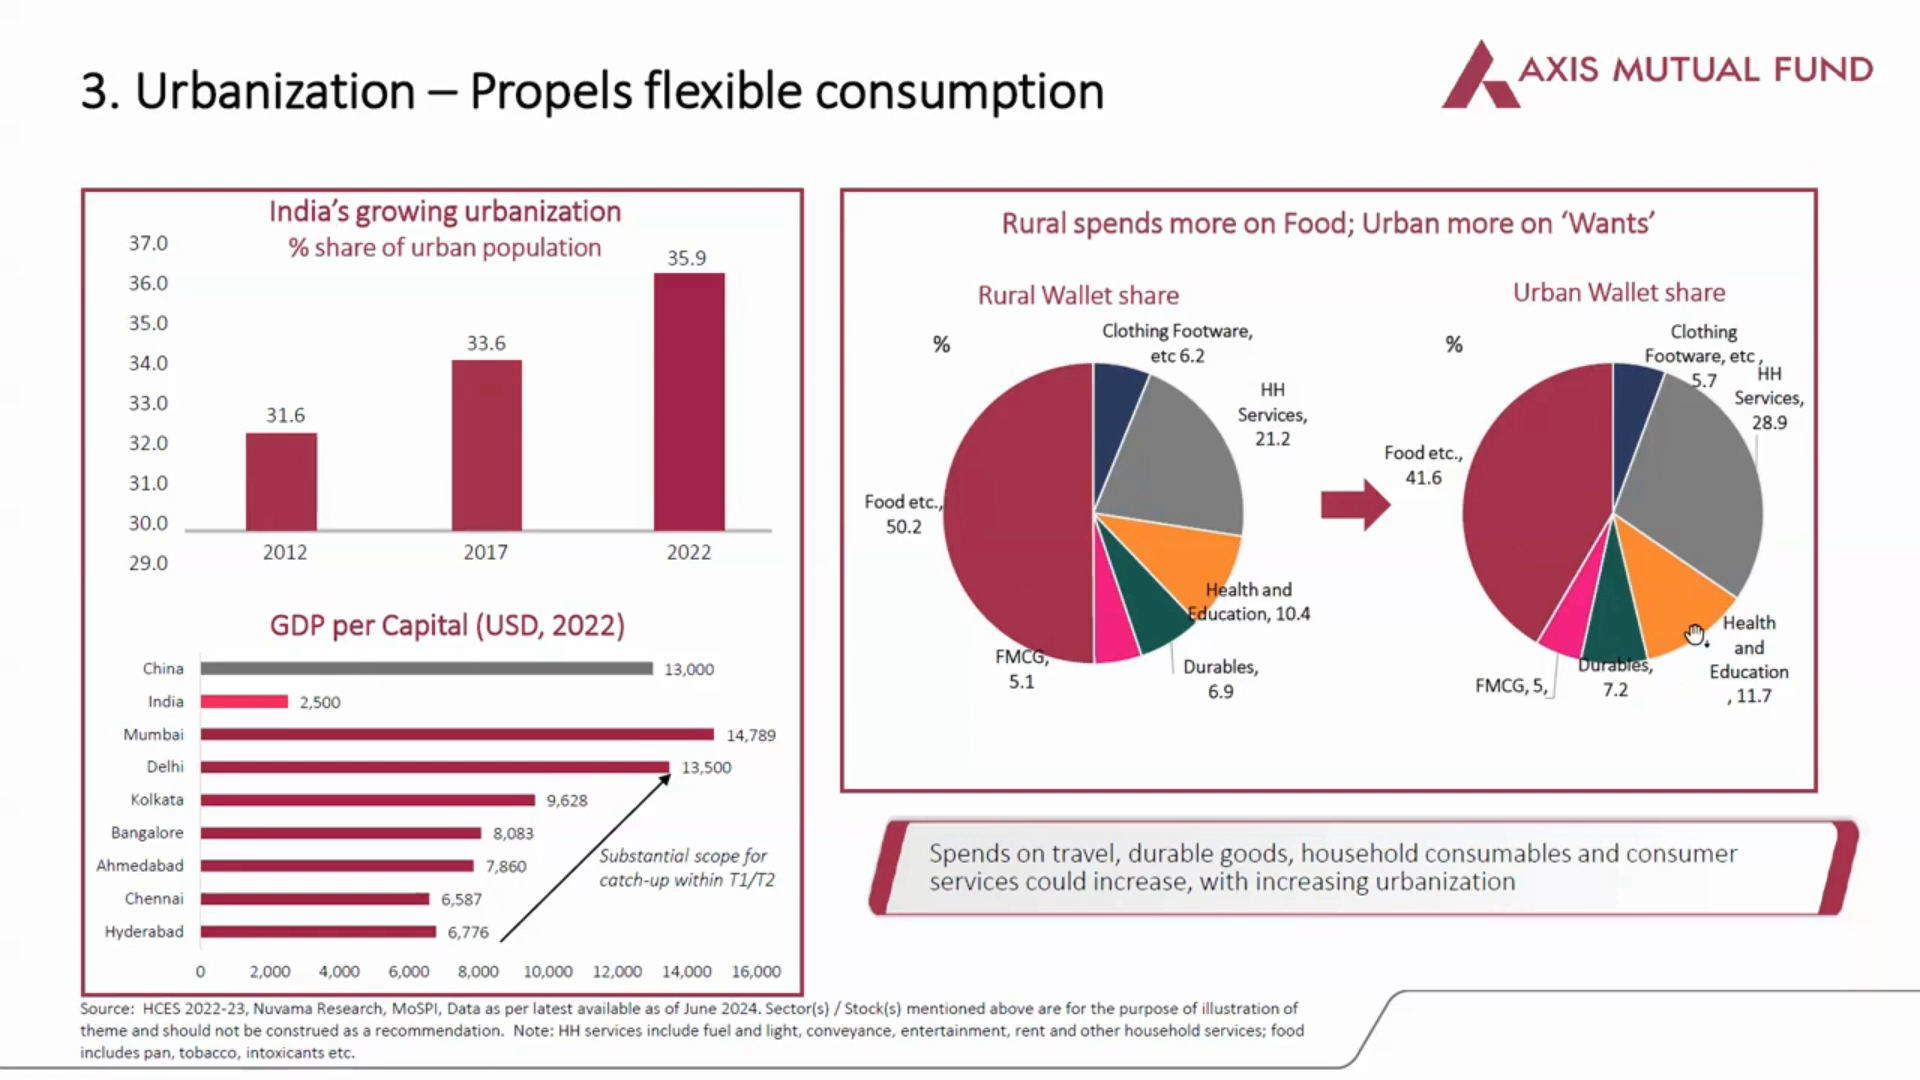 3. Urbanization – Propels flexible consumption
AXIS MUTUAL FUND
India’s growing urbanization
% share of urban population
37.0
36.0
35.0
34.0
33.0
32.0
31.0
30.0
29.0
31.6
33.6
35.9
2012
2017
2022
GDP per Capital (USD, 2022)
China
13,000
India
2,500
Mumbai
14,789
Delhi
13,500
Kolkata
9,628
Bangalore
8,083
Ahmedabad
7,860
Chennai
6,587
Hyderabad
6,776
Substantial scope for
catch-up within T1/T2
0 2,000 4,000 6,000 8,000 10,000 12,000 14,000 16,000
Rural spends more on Food; Urban more on ‘Wants’
Rural Wallet share
%
Clothing Footware,
etc 6.2
HH
Services,
21.2
Health and
Education, 10.4
Durables,
6.9
FMCG,
5.1
Food etc.,
50.2
Urban Wallet share
%
Clothing
Footware, etc ,
5.7
HH
Services,
28.9
Health
and
Education
, 11.7
Durables,
7.2
FMCG, 5,
Food etc.,
41.6
Spends on travel, durable goods, household consumables and consumer
services could increase, with increasing urbanization
Source: HCES 2022-23, Nuvama Research, MoSPI, Data as per latest available as of June 2024. Sector(s) / Stock(s) mentioned above are for the purpose of illustration of
theme and should not be construed as a recommendation. Note: HH services include fuel and light, conveyance, entertainment, rent and other household services; food
includes pan, tobacco, intoxicants etc.